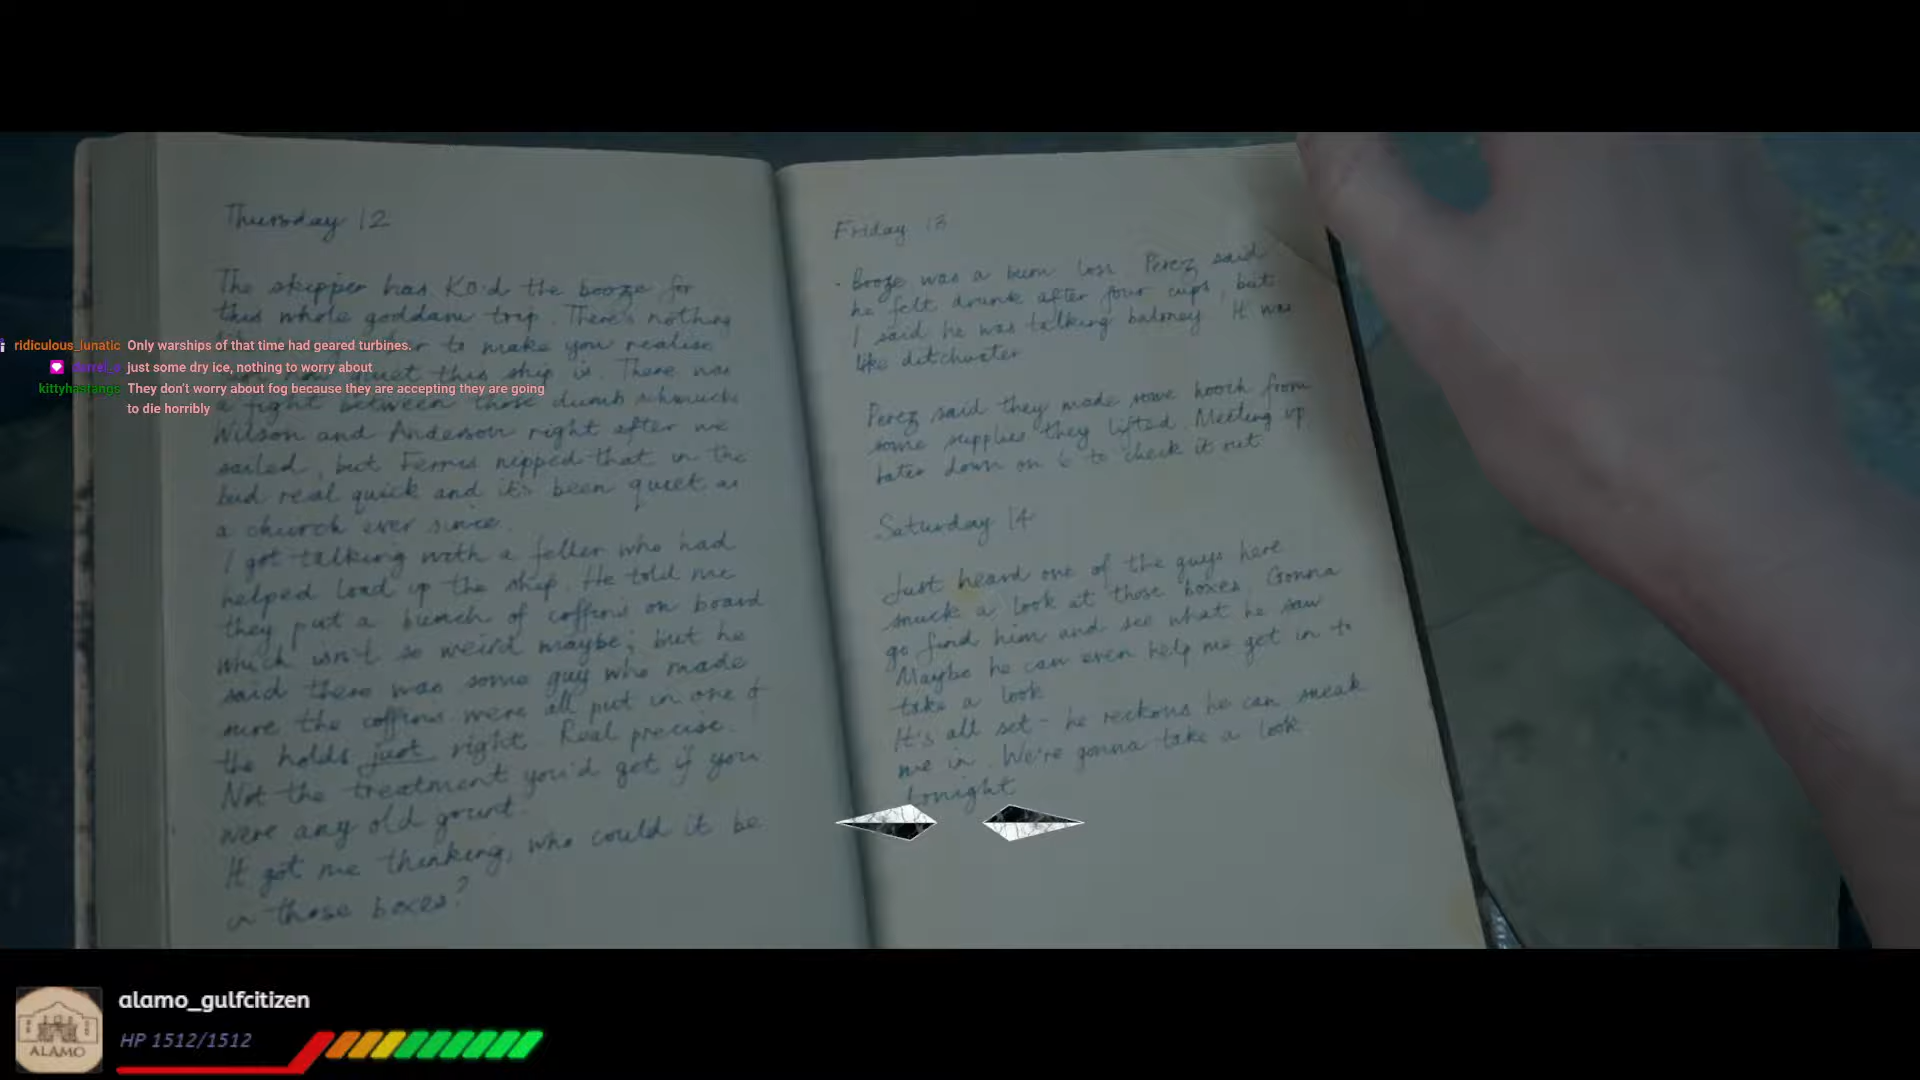 Thursday 12
The skipper has KO'd the booze for
this whole goddam trip. There's nothing
to make you realise
quiet this ship is. There was
a fight between those dumb schmucks
Wilson and Anderson right after we
sailed, but Ferris nipped that in the
bud real quick and it's been quiet as
a church ever since.
I got talking with a feller who had
helped load up the ship. He told me
they put a bunch of coffins on board
which isn't so weird maybe; but he
said there was some guy who made
sure the coffins were all put in one of
the holds just right. Real precise.
Not the treatment you'd get if you
were any old grunt.
It got me thinking, who could it be
in those boxes?
Friday 13
Booze was a bum loss. Perez said
he felt drunk after four cups, but
I said he was talking baloney. It was
like ditchwater
Perez said they made some hooch from
some supplies they lifted. Meeting up
later down on 6 to check it out
Saturday 14
Just heard one of the guys here
snuck a look at those boxes. Gonna
go find him and see what he saw
Maybe he can even help me get in to
take a look
It's all set - he reckons he can sneak
me in. We're gonna take a look
tonight
ridiculous_lunatic Only warships of that time had geared turbines.
just some dry ice, nothing to worry about
kittyhastangs They don't worry about fog because they are accepting they are going
to die horribly
alamo_gulfcitizen
HP 1512/1512
ALAMO